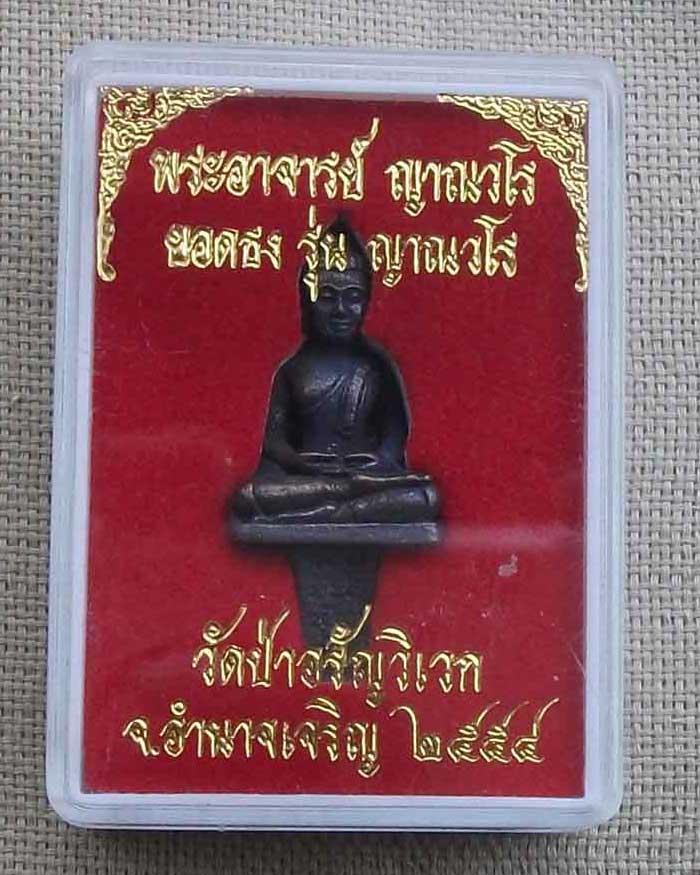 พระอาจารย์ ญาณวโร
ยอดธง รุ่น ญาณวโร
วัดป่าอรัญวิเวก
จ.อำนาจเจริญ ๒๕๕๔